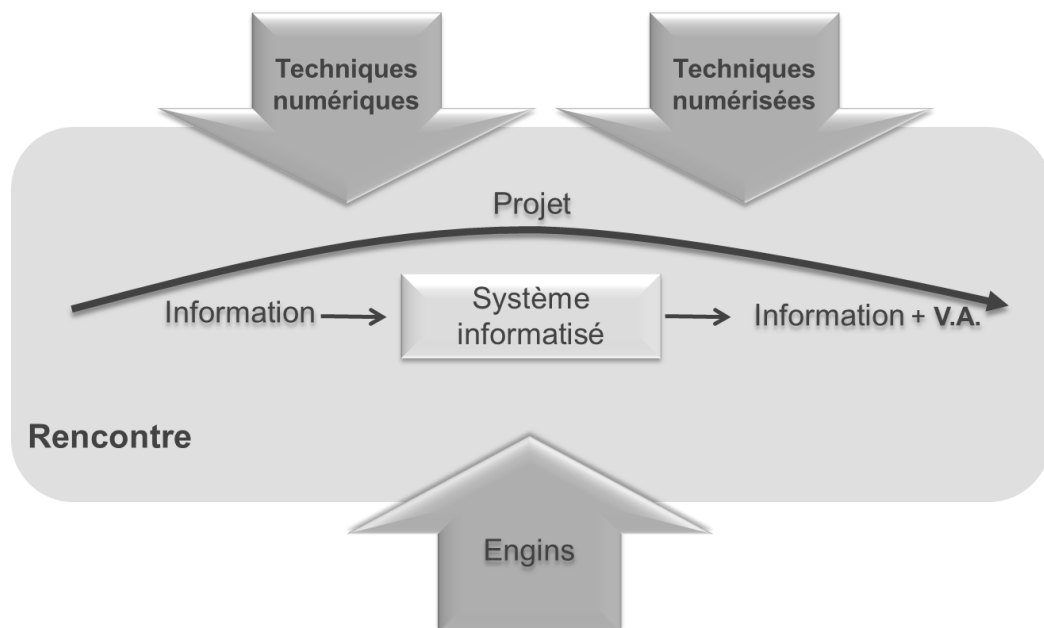 Techniques
numériques
Techniques
numérisées
Projet
Information
Système
informatisé
Information + V.A.
Rencontre
Engins